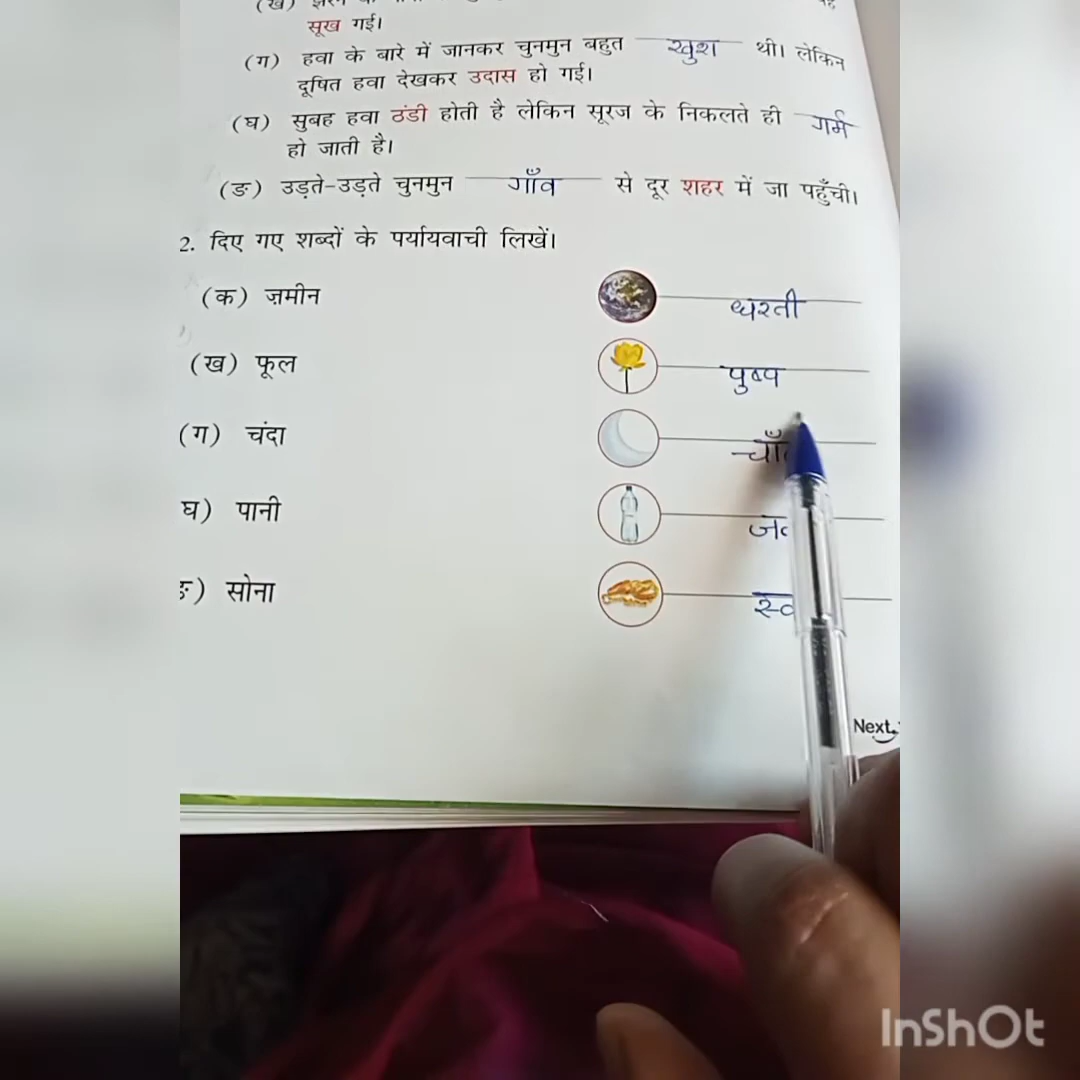 (ख)
सूख गई।
(ग) हवा के बारे में जानकर चुनमुन बहुत खुश थी। लेकिन
दूषित हवा देखकर उदास हो गई।
(घ) सुबह हवा ठंडी होती है लेकिन सूरज के निकलते ही गर्म
हो जाती है।
(ङ) उड़ते-उड़ते चुनमुन गाँव से दूर शहर में जा पहुँची।
2. दिए गए शब्दों के पर्यायवाची लिखें।
(क) ज़मीन धरती
(ख) फूल पुष्प
(ग) चंदा
घ) पानी
ङ) सोना
Next
InShOt